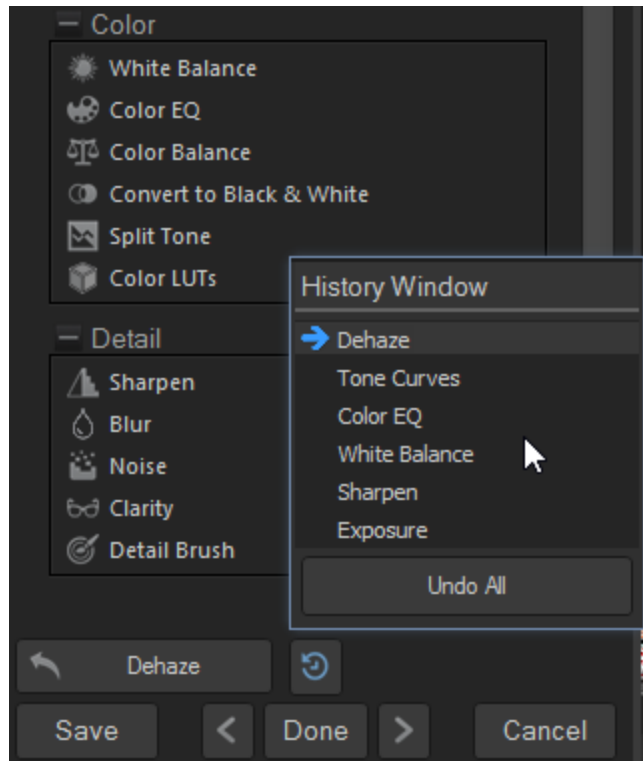 Color
White Balance
Color EQ
Color Balance
Convert to Black & White
Split Tone
Color LUTs
Detail
Sharpen
Blur
Noise
Clarity
Detail Brush
History Window
Dehaze
Tone Curves
Color EQ
White Balance
Sharpen
Exposure
Undo All
Dehaze
Save
Done
Cancel